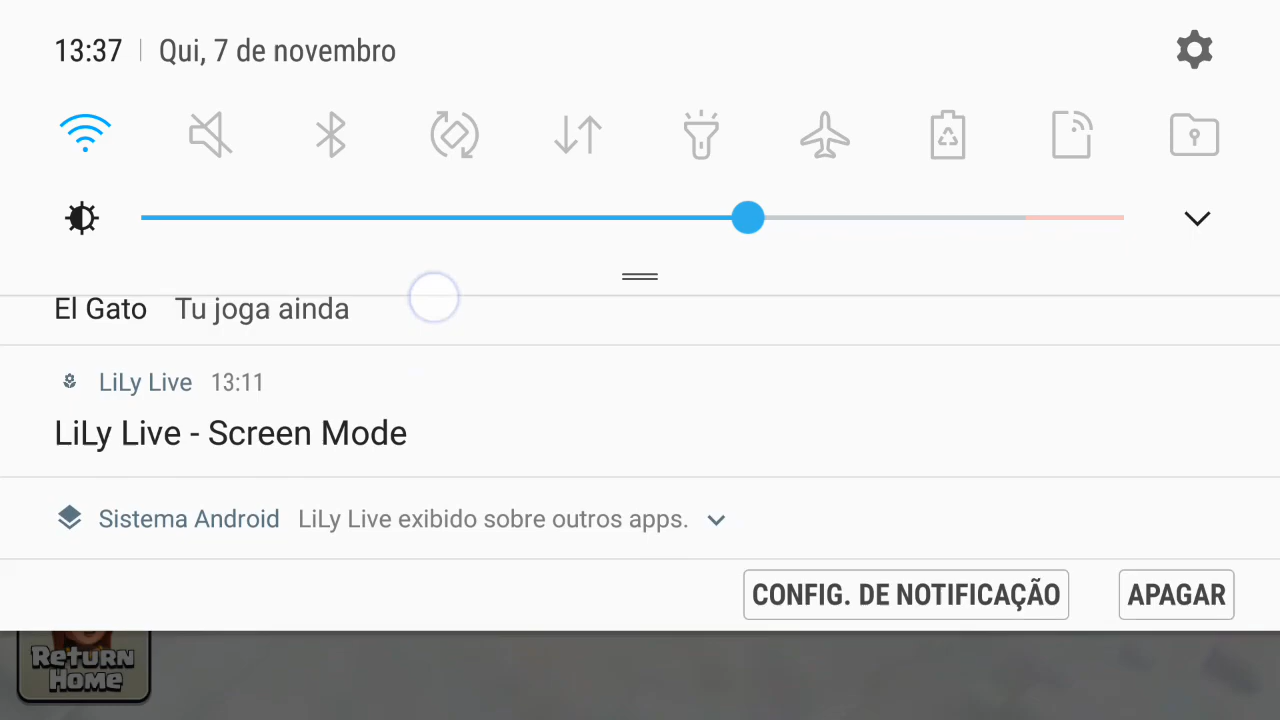 13:37 | Qui, 7 de novembro
El Gato Tu joga ainda
LiLy Live 13:11
LiLy Live - Screen Mode
Sistema Android LiLy Live exibido sobre outros apps.
CONFIG. DE NOTIFICAÇÃO APAGAR
Return
Home